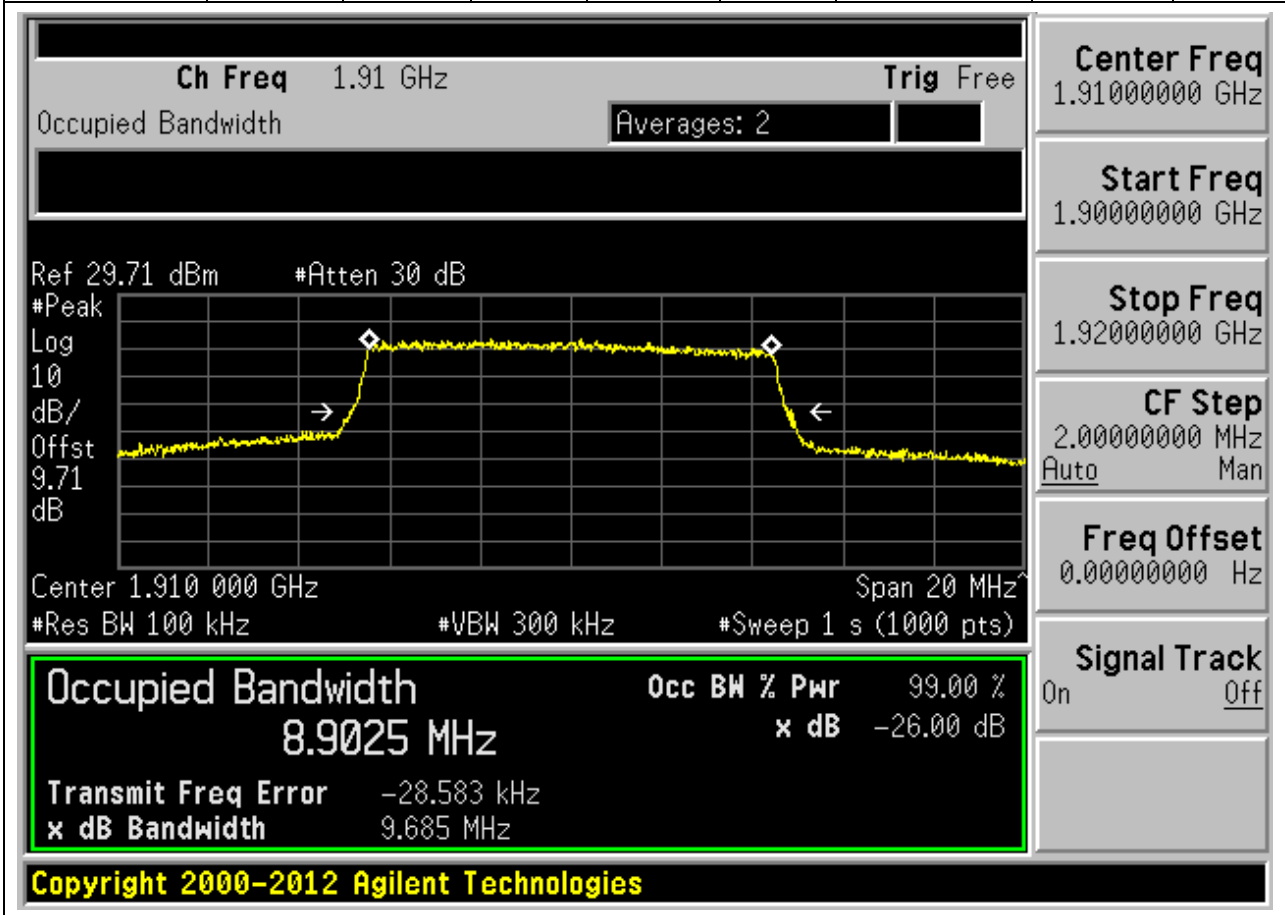 Ch Freq 1.91 GHz Trig Free
Occupied Bandwidth Averages: 2
Ref 29.71 dBm #Atten 30 dB
#Peak
Log
10
dB/
Offst
9.71
dB
Center 1.910 000 GHz Span 20 MHz^
#Res BW 100 kHz #VBW 300 kHz #Sweep 1 s (1000 pts)
Occupied Bandwidth Occ BW % Pwr 99.00 %
8.9025 MHz x dB -26.00 dB
Transmit Freq Error -28.583 kHz
x dB Bandwidth 9.685 MHz
Copyright 2000-2012 Agilent Technologies
Center Freq
1.91000000 GHz
Start Freq
1.90000000 GHz
Stop Freq
1.92000000 GHz
CF Step
2.00000000 MHz
Auto Man
Freq Offset
0.00000000 Hz
Signal Track
On Off